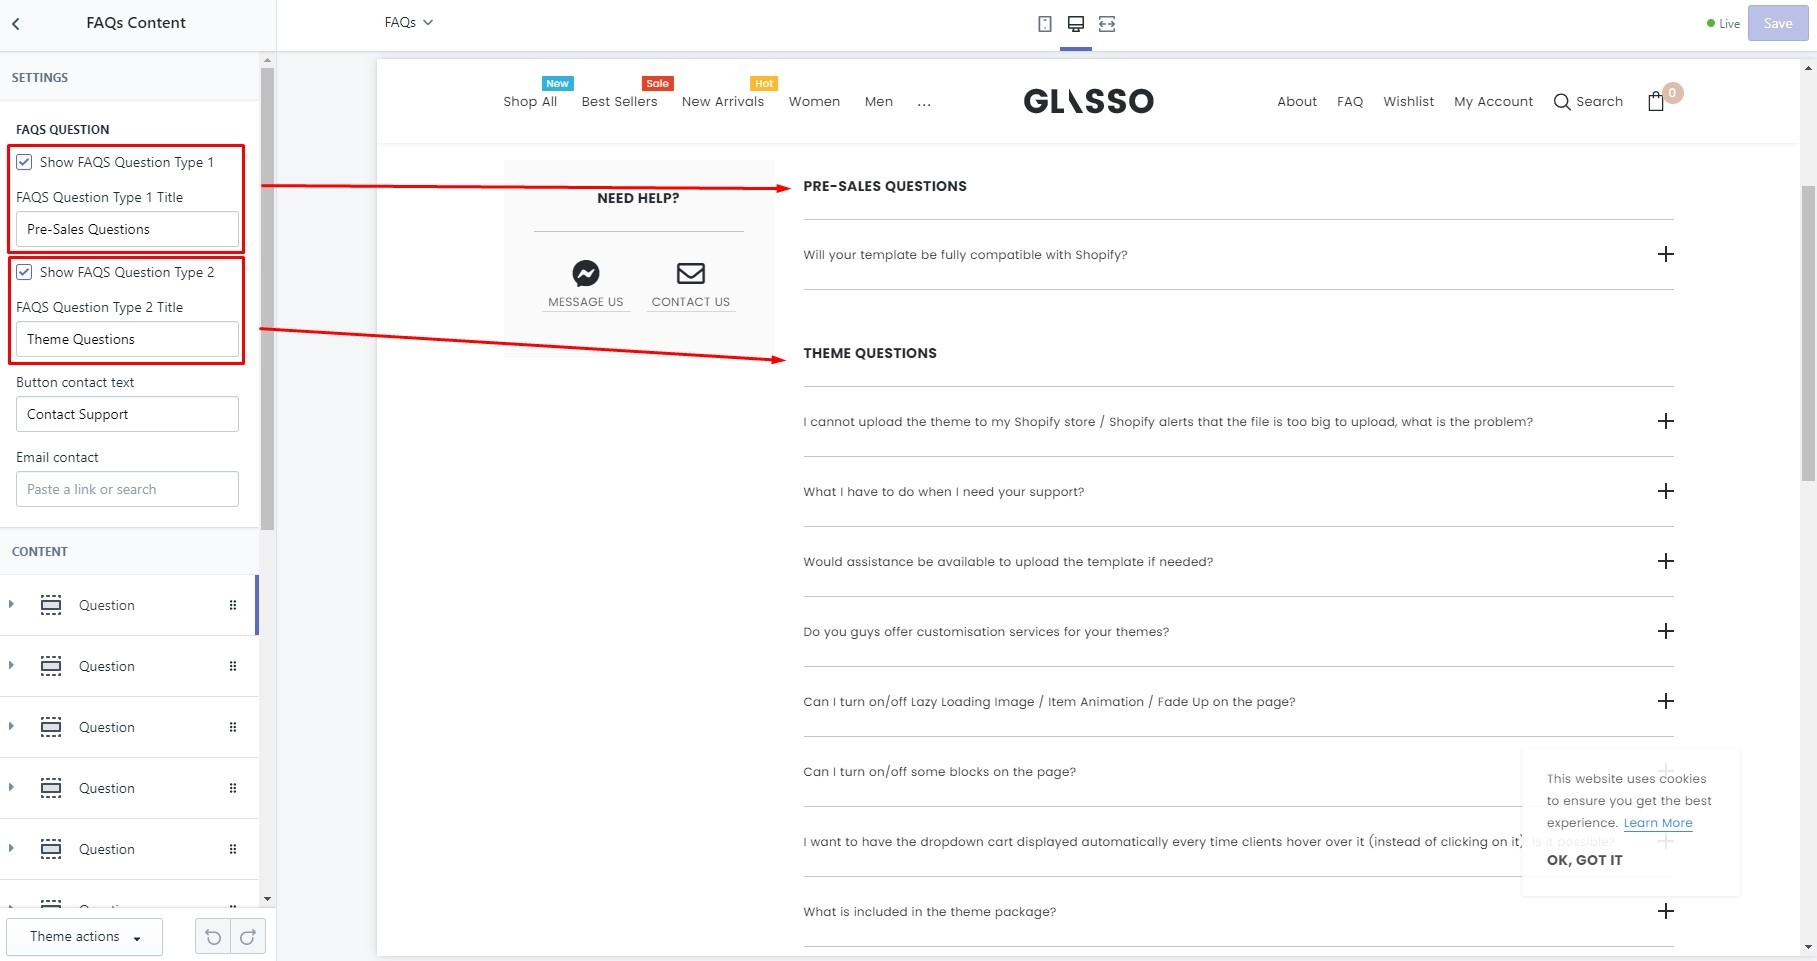 FAQs Content
FAQs
Live
Save
SETTINGS
FAQS QUESTION
Show FAQS Question Type 1
FAQS Question Type 1 Title
Pre-Sales Questions
Show FAQS Question Type 2
FAQS Question Type 2 Title
Theme Questions
Button contact text
Contact Support
Email contact
Paste a link or search
CONTENT
Question
Question
Question
Question
Question
Theme actions
New
Sale
Hot
Shop All Best Sellers New Arrivals Women Men ...
GLASSO
About FAQ Wishlist My Account Search 0
NEED HELP?
MESSAGE US CONTACT US
PRE-SALES QUESTIONS
Will your template be fully compatible with Shopify?
THEME QUESTIONS
I cannot upload the theme to my Shopify store / Shopify alerts that the file is too big to upload, what is the problem?
What I have to do when I need your support?
Would assistance be available to upload the template if needed?
Do you guys offer customisation services for your themes?
Can I turn on/off Lazy Loading Image / Item Animation / Fade Up on the page?
Can I turn on/off some blocks on the page?
I want to have the dropdown cart displayed automatically every time clients hover over it (instead of clicking on it). Is it possible?
What is included in the theme package?
This website uses cookies
to ensure you get the best
experience. Learn More
OK, GOT IT